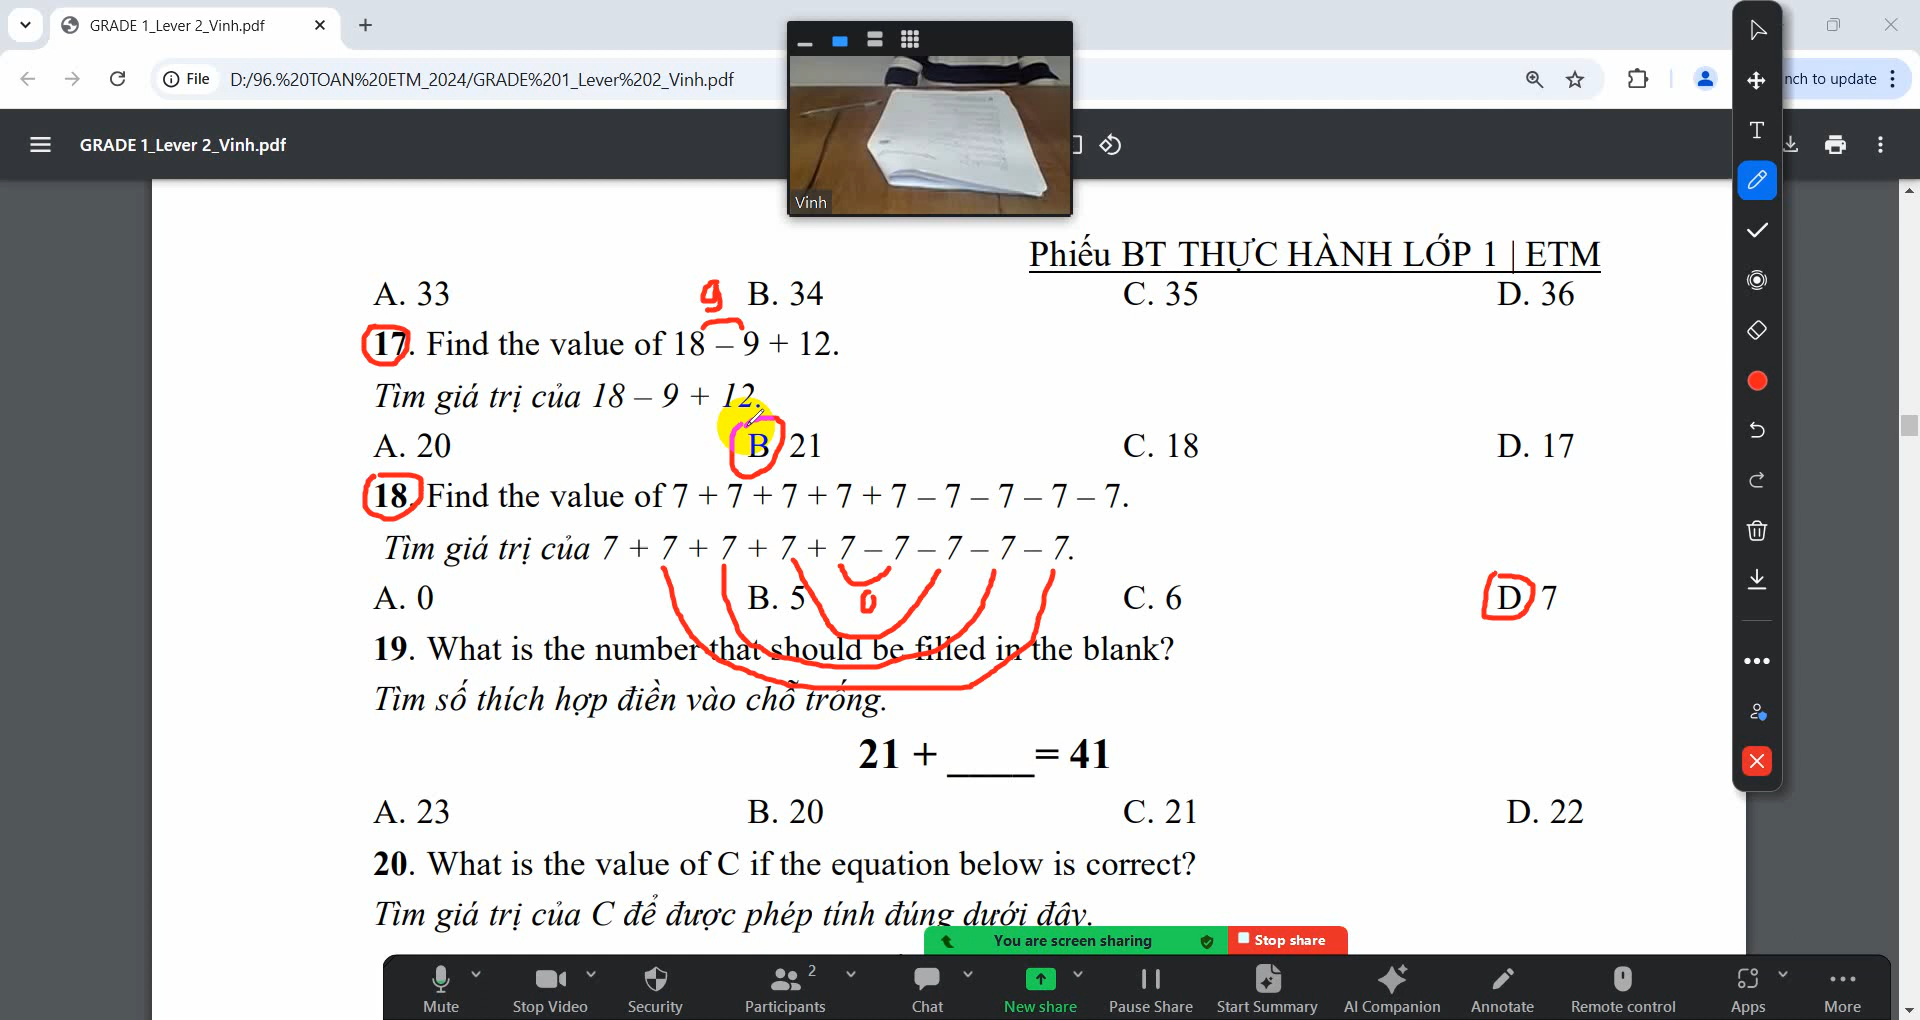 GRADE 1_Lever 2_Vinh.pdf
File D:/96.%20TOAN%20ETM_2024/GRADE%201_Lever%202_Vinh.pdf
nch to update
GRADE 1_Lever 2_Vinh.pdf
Vinh
Phiếu BT THỰC HÀNH LỚP 1 | ETM
A. 33 9 B. 34 C. 35 D. 36
17. Find the value of 18 – 9 + 12.
Tìm giá trị của 18 – 9 + 12.
A. 20 B 21 C. 18 D. 17
18. Find the value of 7 + 7 + 7 + 7 + 7 – 7 – 7 – 7 – 7.
Tìm giá trị của 7 + 7 + 7 + 7 + 7 – 7 – 7 – 7 – 7.
A. 0 B. 5 0 C. 6 D 7
19. What is the number that should be filled in the blank?
Tìm số thích hợp điền vào chỗ trống.
21 + ____= 41
A. 23 B. 20 C. 21 D. 22
20. What is the value of C if the equation below is correct?
Tìm giá trị của C để được phép tính đúng dưới đây.
You are screen sharing Stop share
Mute Stop Video Security Participants 2 Chat New share Pause Share Start Summary AI Companion Annotate Remote control Apps More